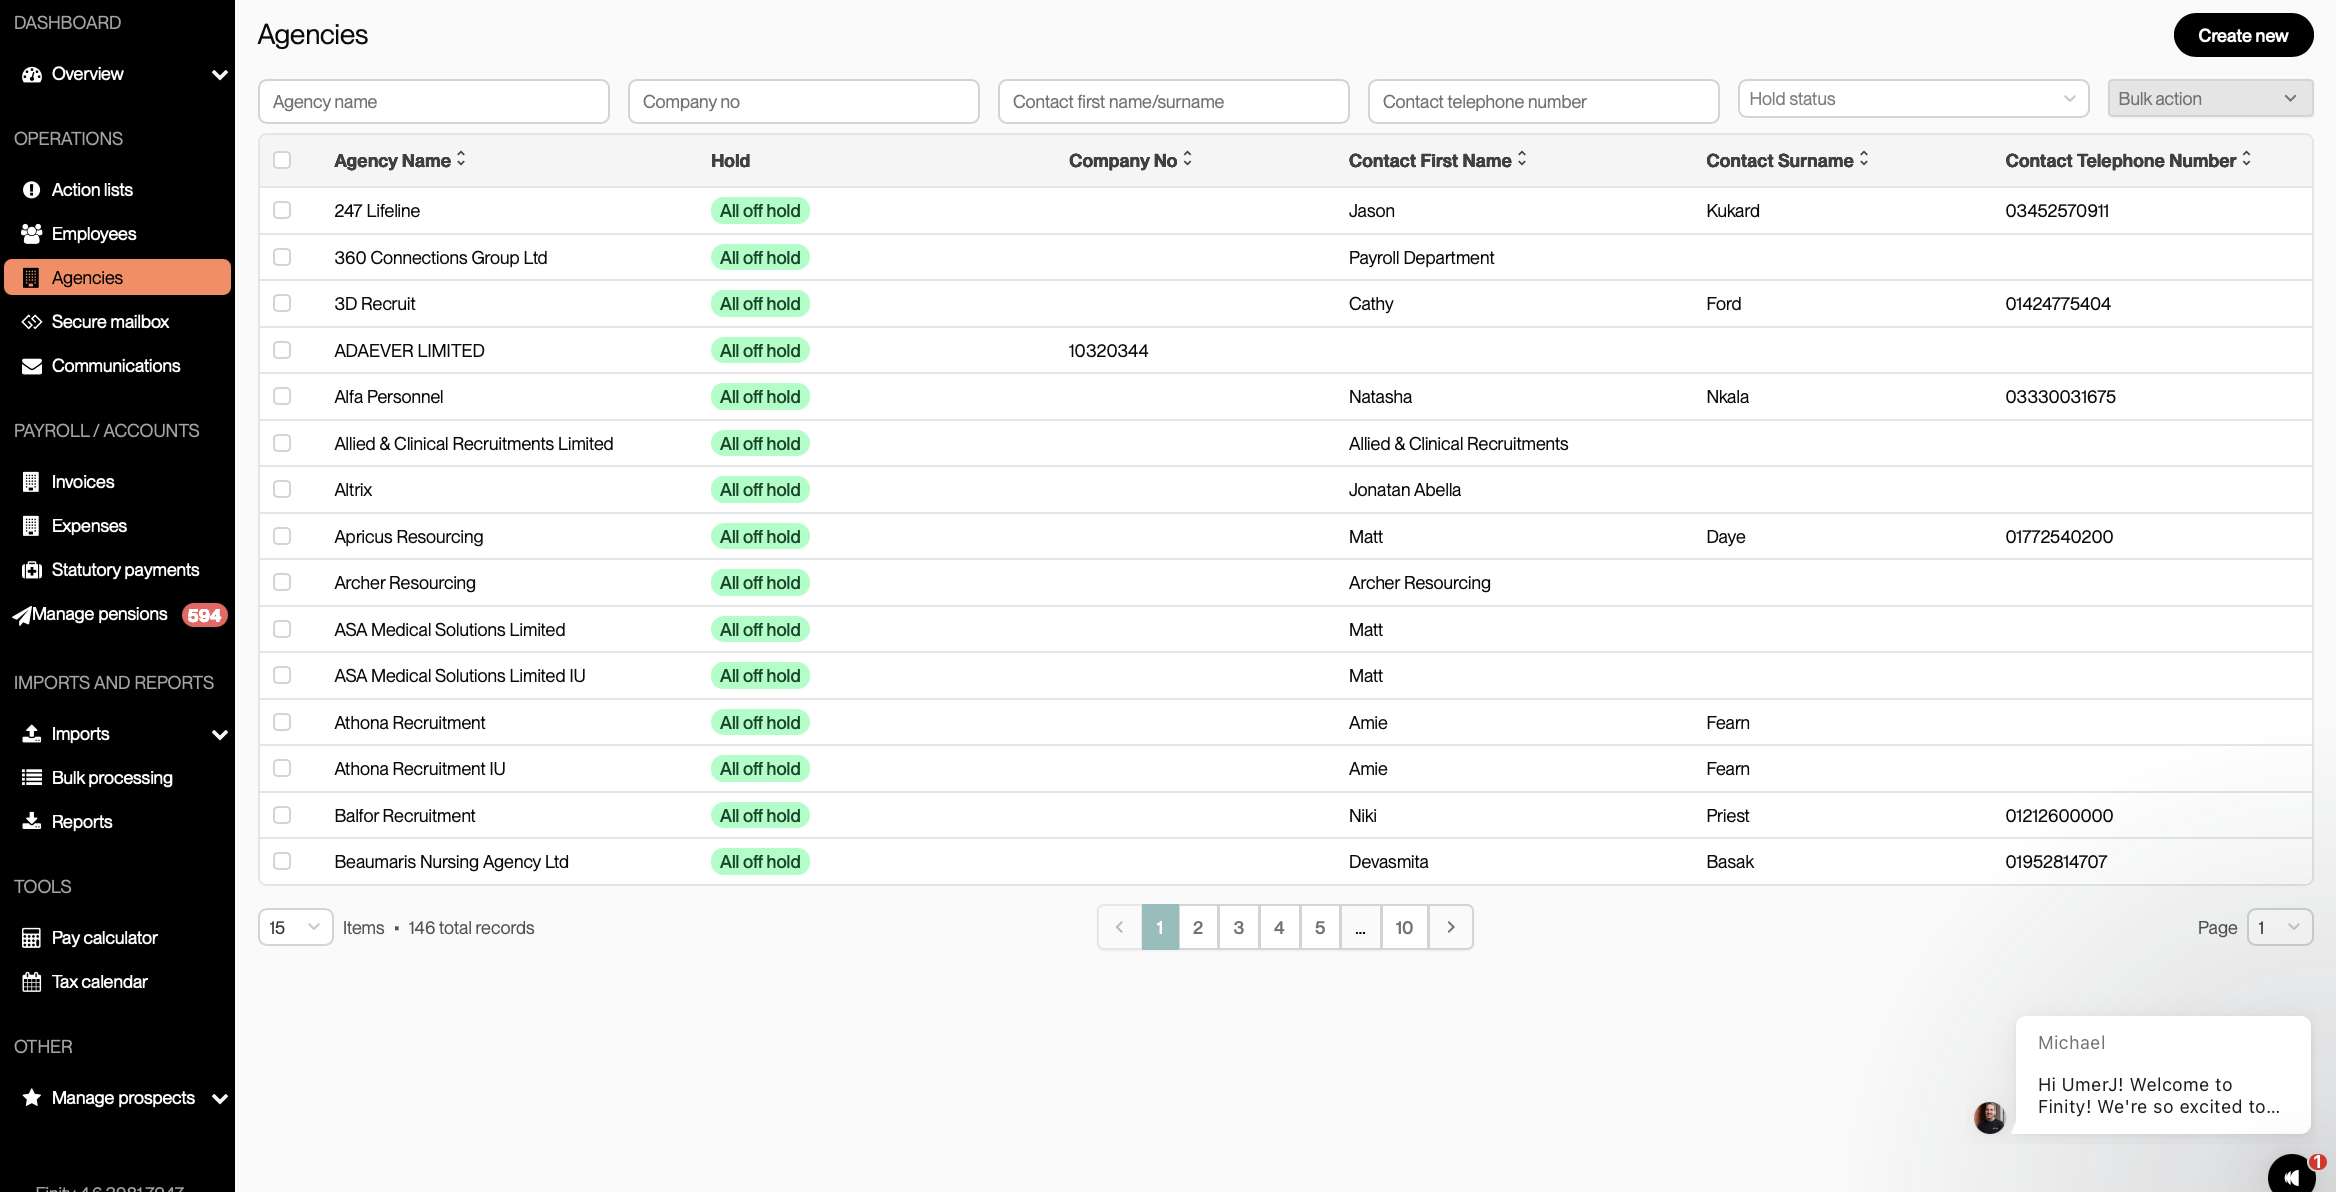 DASHBOARD
Overview
OPERATIONS
Action lists
Employees
Agencies
Secure mailbox
Communications
PAYROLL / ACCOUNTS
Invoices
Expenses
Statutory payments
Manage pensions 594
IMPORTS AND REPORTS
Imports
Bulk processing
Reports
TOOLS
Pay calculator
Tax calendar
OTHER
Manage prospects
Agencies
Create new
Agency name Company no Contact first name/surname Contact telephone number Hold status Bulk action
Agency Name Hold Company No Contact First Name Contact Surname Contact Telephone Number
247 Lifeline All off hold Jason Kukard 03452570911
360 Connections Group Ltd All off hold Payroll Department
3D Recruit All off hold Cathy Ford 01424775404
ADAEVER LIMITED All off hold 10320344
Alfa Personnel All off hold Natasha Nkala 03330031675
Allied & Clinical Recruitments Limited All off hold Allied & Clinical Recruitments
Altrix All off hold Jonatan Abella
Apricus Resourcing All off hold Matt Daye 01772540200
Archer Resourcing All off hold Archer Resourcing
ASA Medical Solutions Limited All off hold Matt
ASA Medical Solutions Limited IU All off hold Matt
Athona Recruitment All off hold Amie Fearn
Athona Recruitment IU All off hold Amie Fearn
Balfor Recruitment All off hold Niki Priest 01212600000
Beaumaris Nursing Agency Ltd All off hold Devasmita Basak 01952814707
15 Items • 146 total records 1 2 3 4 5 ... 10 Page 1
Michael
Hi UmerJ! Welcome to
Finity! We're so excited to...
1